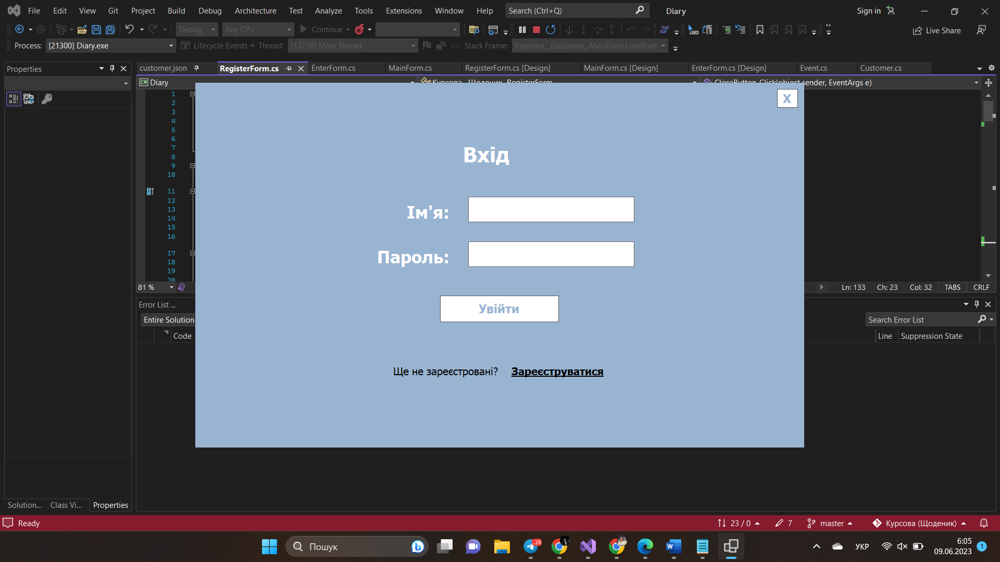 File Edit View Git Project Build Debug Architecture Test Analyze Tools Extensions Window Help Search (Ctrl+Q) Diary Sign in
Debug Any CPU Continue Live Share
Process: [21300] Diary.exe Lifecycle Events Thread: [13736] Main Thread Stack Frame: Курсова__Щоденик_.MainForm.LoadEver
Properties
customer.json RegisterForm.cs EnterForm.cs MainForm.cs RegisterForm.cs [Design] MainForm.cs [Design] EnterForm.cs [Design] Event.cs Customer.cs
C# Diary Курсова__Щоденик_.RegisterForm CloseButton_Click(object sender, EventArgs e)
1
2
3
4
5
6
7
8
9
10
11
12
13
14
15
16
17
18
19
20
X
Вхід
Ім'я:
Пароль:
Увійти
Ще не зареєстровані? Зареєструватися
81 % Ln: 133 Ch: 23 Col: 32 TABS CRLF
Error List ...
Entire Solution Search Error List
Code Line Suppression State
Solution... Class Vi... Properties
Ready 23 / 0 7 master Курсова (Щоденик)
Пошук ..28 УКР 6:05
09.06.2023 1